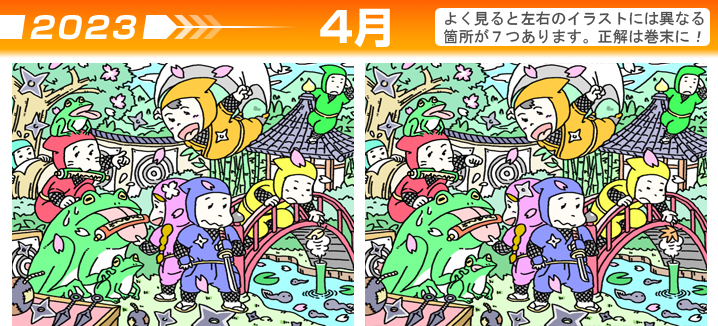 2023
4月
よく見ると左右のイラストには異なる
箇所が７つあります。正解は巻末に！